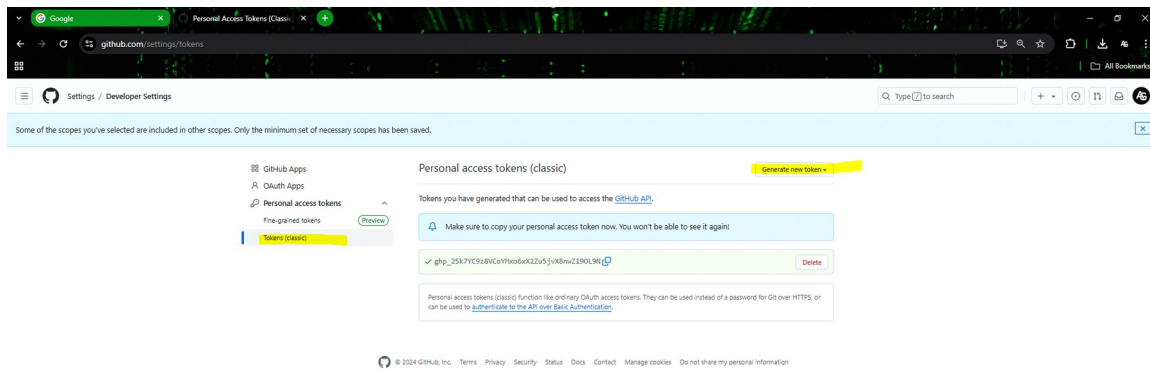 Google
Personal Access Tokens (Classic
github.com/settings/tokens
All Bookmarks
Settings / Developer Settings
Type / to search
Some of the scopes you've selected are included in other scopes. Only the minimum set of necessary scopes has been saved.
GitHub Apps
OAuth Apps
Personal access tokens
Fine-grained tokens
Preview
Tokens (classic)
Personal access tokens (classic)
Generate new token
Tokens you have generated that can be used to access the GitHub API.
Make sure to copy your personal access token now. You won't be able to see it again!
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
Delete
Personal access tokens (classic) function like ordinary OAuth access tokens. They can be used instead of a password for Git over HTTPS, or
can be used to authenticate to the API over Basic Authentication.
© 2024 GitHub, Inc. Terms Privacy Security Status Docs Contact Manage cookies Do not share my personal information